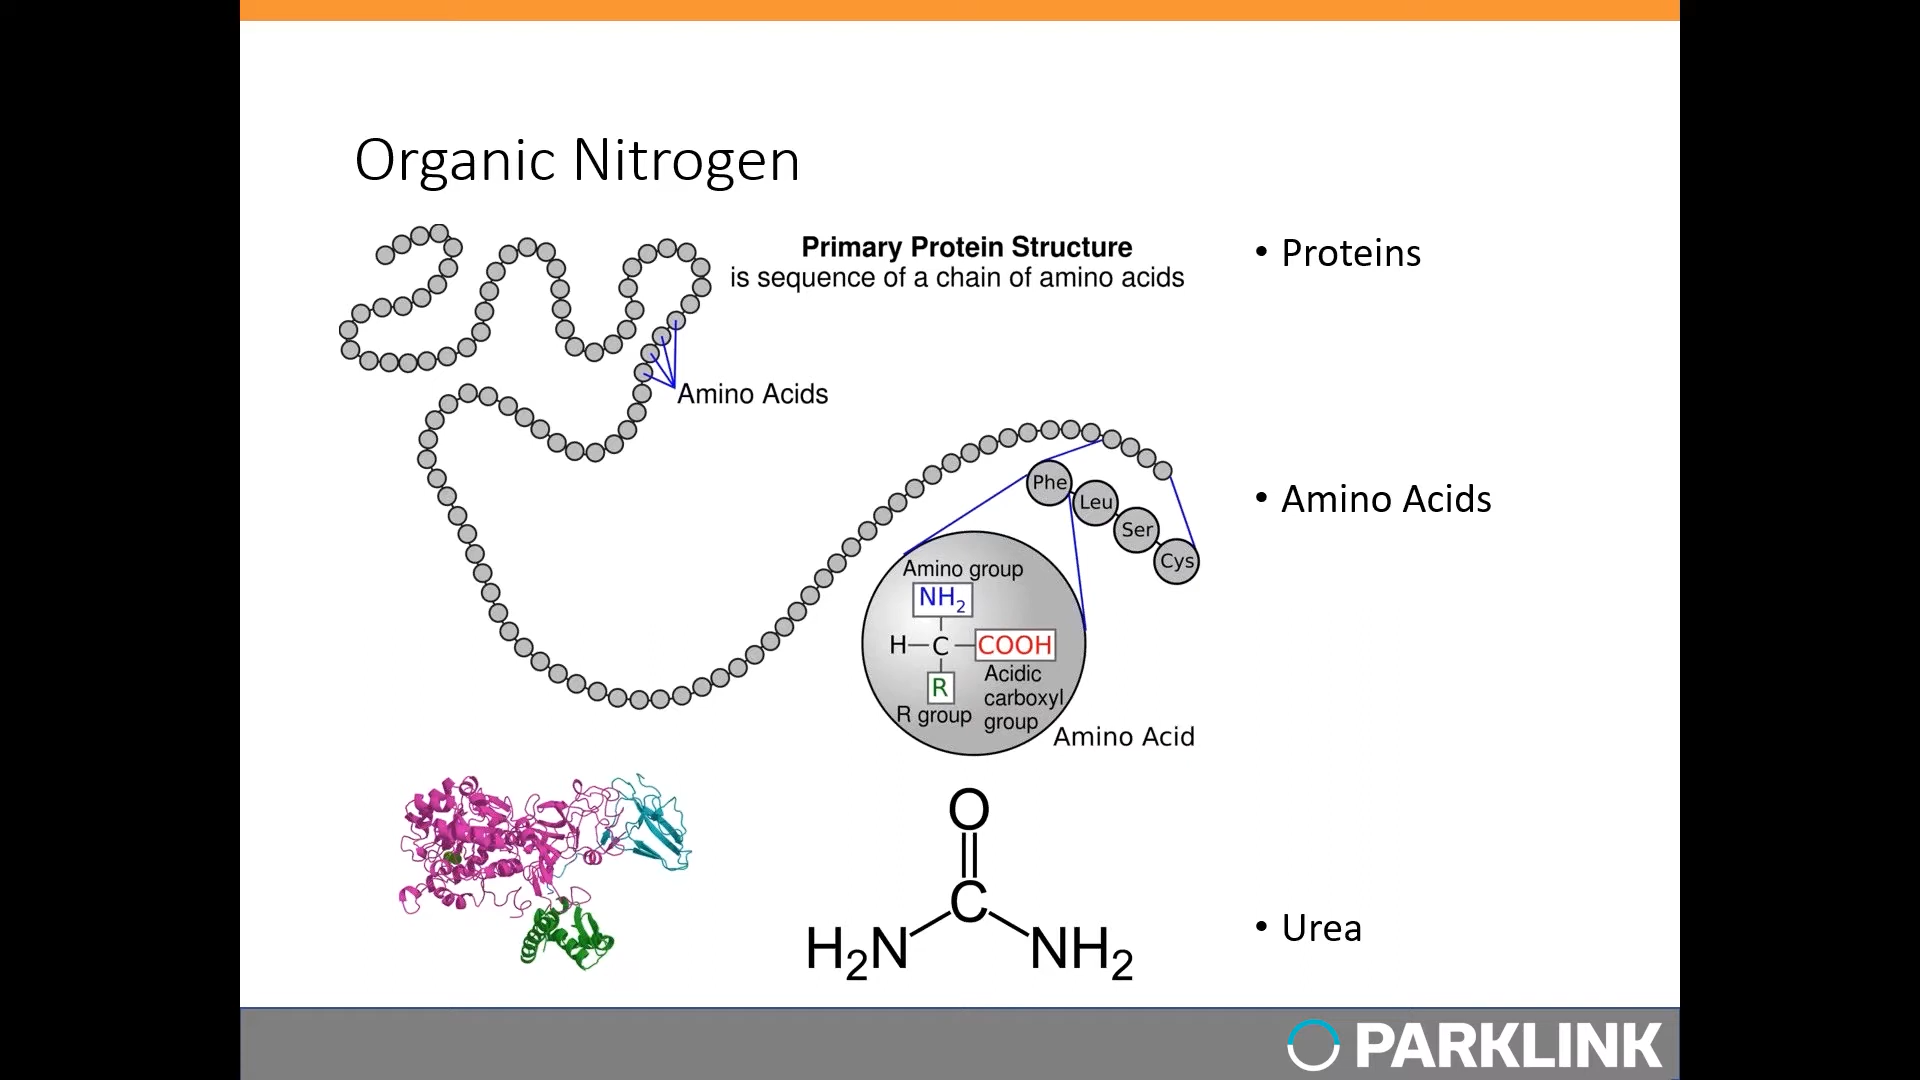 Organic Nitrogen
Primary Protein Structure
is sequence of a chain of amino acids
• Proteins
Amino Acids
Phe
Leu
Ser
Cys
• Amino Acids
Amino group
NH₂
H C COOH
R
Acidic
carboxyl
group
R group
Amino Acid
O
C
H₂N NH₂
• Urea
PARKLINK